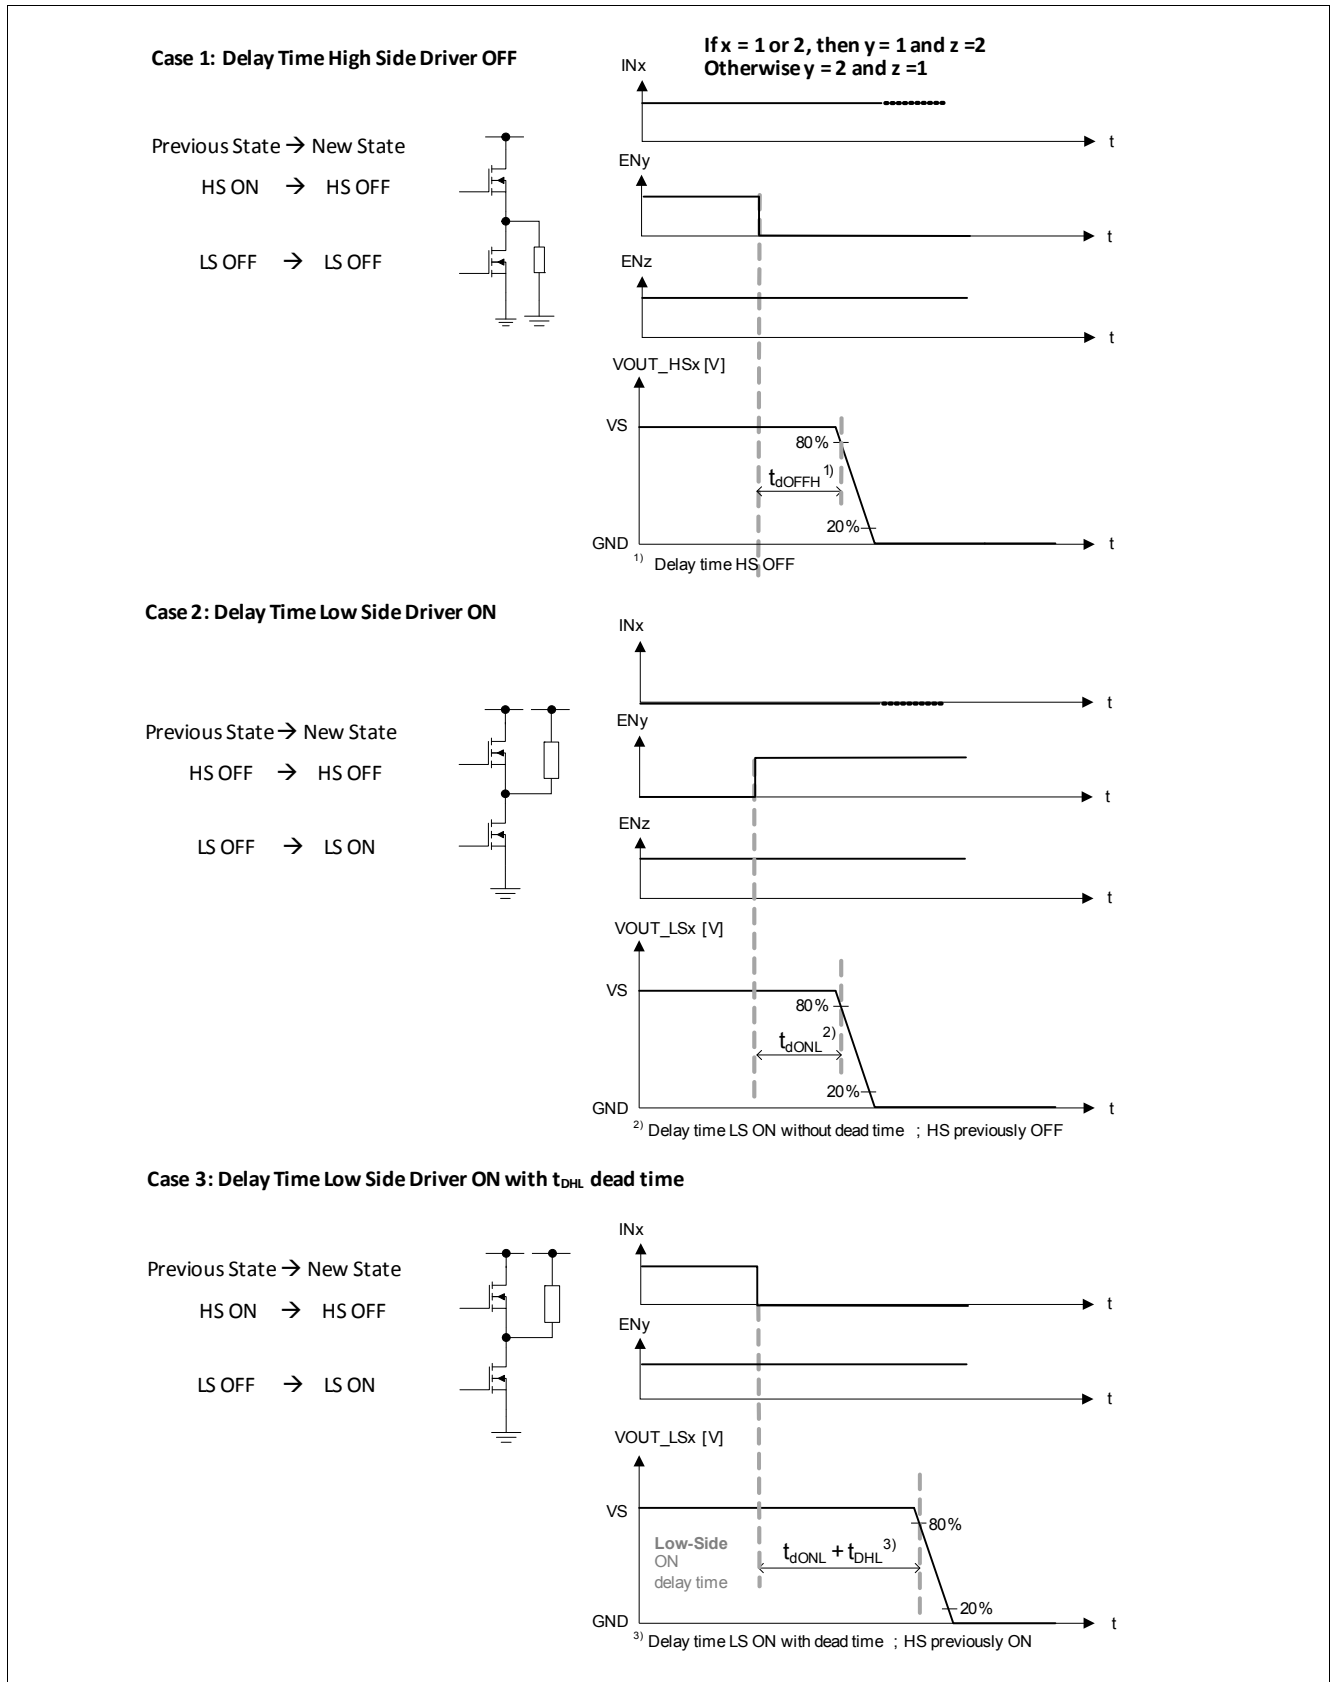 Case 1: Delay Time High Side Driver OFF
If x = 1 or 2, then y = 1 and z =2
Otherwise y = 2 and z =1
INx
t
Previous State → New State
HS ON → HS OFF
LS OFF → LS OFF
ENy
t
ENz
t
VOUT_HSx [V]
VS
80%
tdOFFH 1)
20%
GND
t
1) Delay time HS OFF
Case 2: Delay Time Low Side Driver ON
INx
t
Previous State → New State
HS OFF → HS OFF
LS OFF → LS ON
ENy
t
ENz
t
VOUT_LSx [V]
VS
80%
tdONL 2)
20%
GND
t
2) Delay time LS ON without dead time ; HS previously OFF
Case 3: Delay Time Low Side Driver ON with tDHL dead time
INx
t
Previous State → New State
HS ON → HS OFF
LS OFF → LS ON
ENy
t
VOUT_LSx [V]
VS
80%
Low-Side
ON
delay time
tdONL + tDHL 3)
20%
GND
t
3) Delay time LS ON with dead time ; HS previously ON